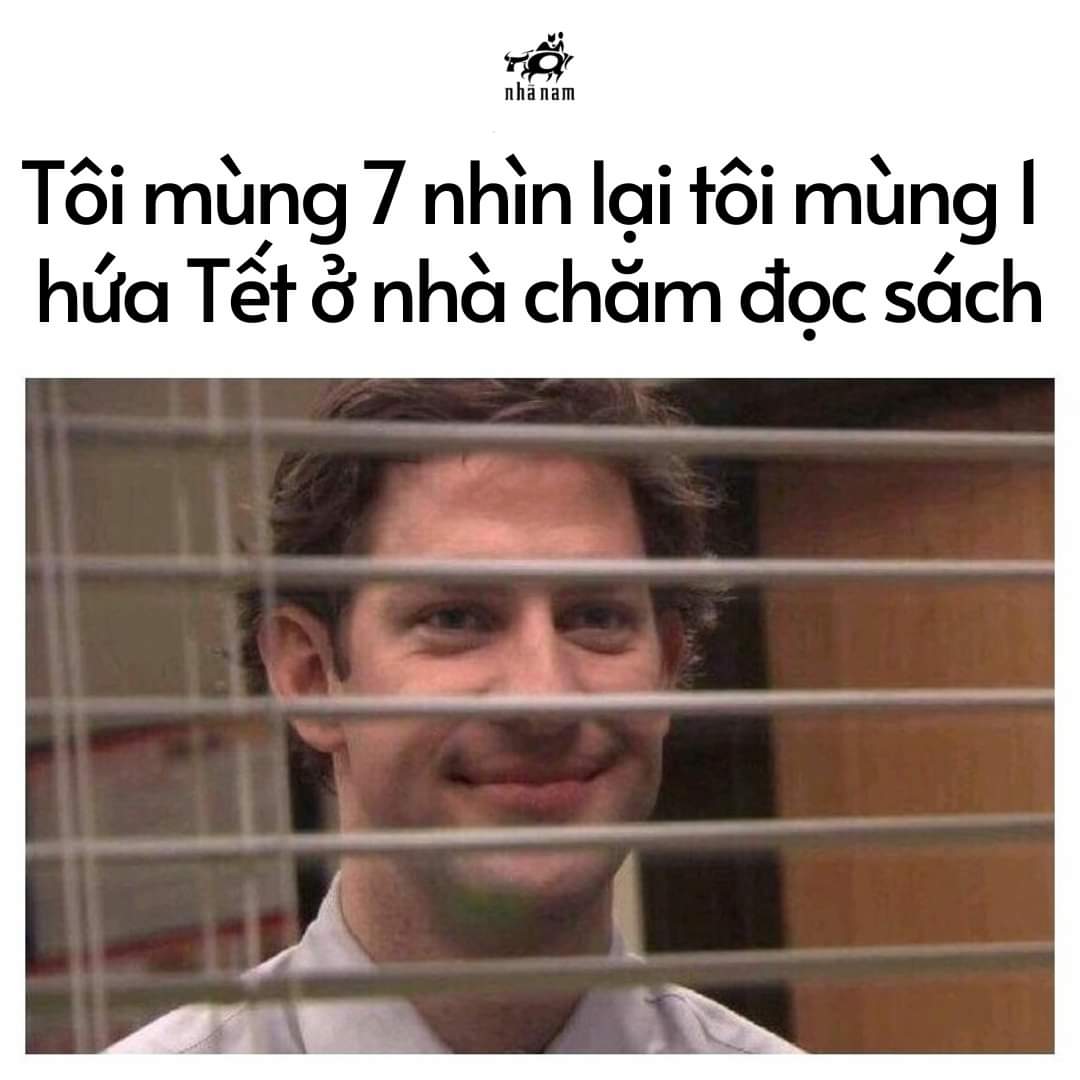 nhã nam
Tôi mùng 7 nhìn lại tôi mùng 1
hứa Tết ở nhà chăm đọc sách